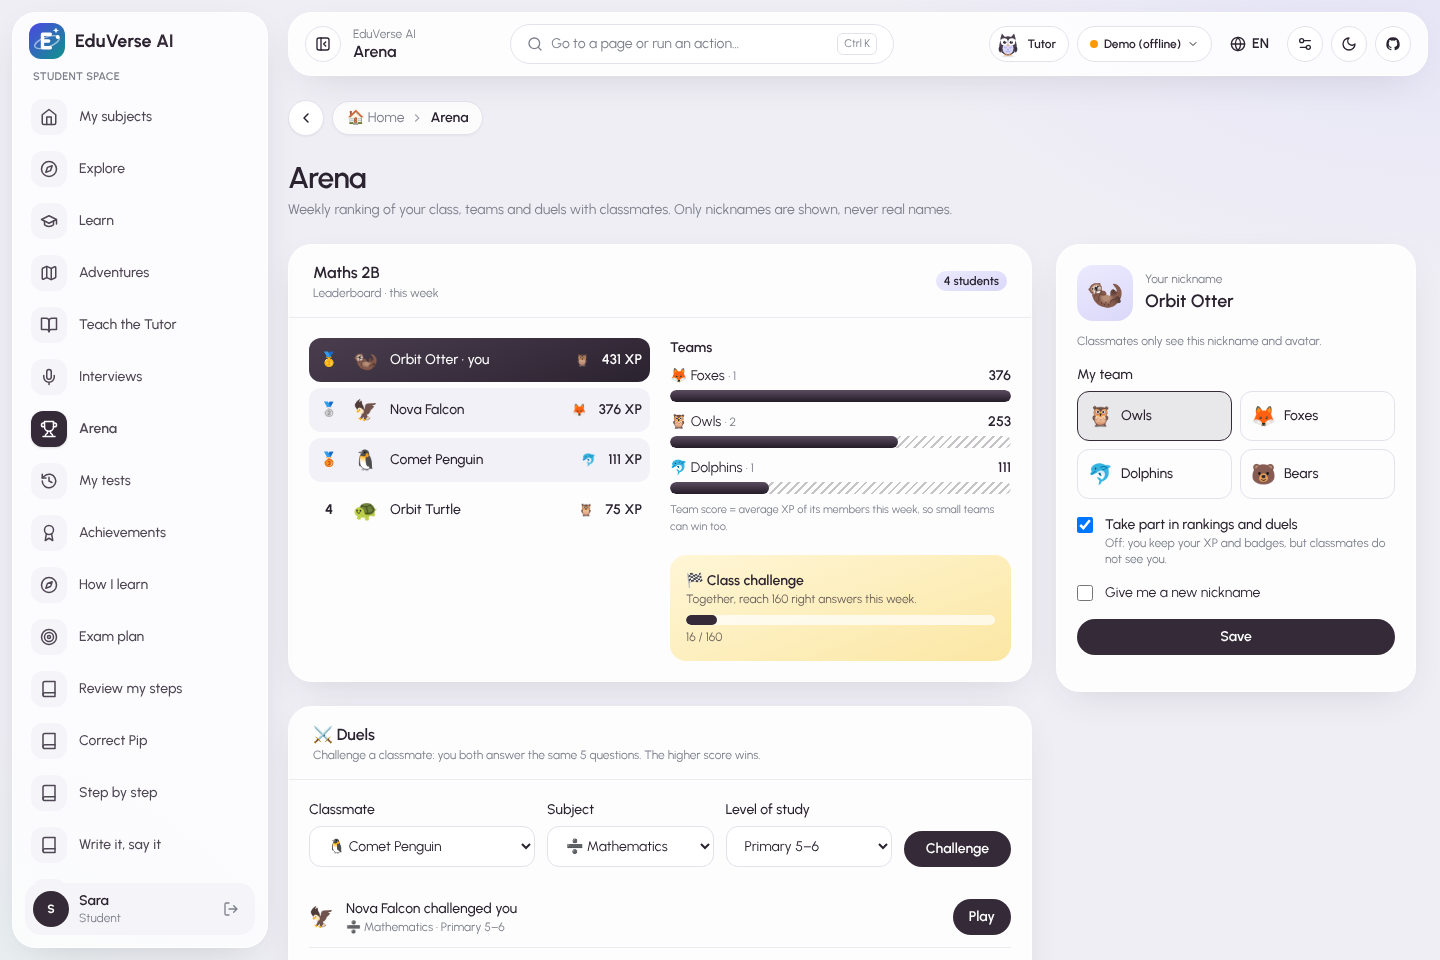 EduVerse AI
STUDENT SPACE
My subjects
Explore
Learn
Adventures
Teach the Tutor
Interviews
Arena
My tests
Achievements
How I learn
Exam plan
Review my steps
Correct Pip
Step by step
Write it, say it
S
Sara
Student
EduVerse AI
Arena
Go to a page or run an action...
Ctrl K
Tutor
Demo (offline)
EN
Home
Arena
Arena
Weekly ranking of your class, teams and duels with classmates. Only nicknames are shown, never real names.
Maths 2B
Leaderboard · this week
4 students
Orbit Otter · you 431 XP
Nova Falcon 376 XP
Comet Penguin 111 XP
4 Orbit Turtle 75 XP
Teams
Foxes · 1 376
Owls · 2 253
Dolphins · 1 111
Team score = average XP of its members this week, so small teams
can win too.
Class challenge
Together, reach 160 right answers this week.
16 / 160
Your nickname
Orbit Otter
Classmates only see this nickname and avatar.
My team
Owls
Foxes
Dolphins
Bears
Take part in rankings and duels
Off: you keep your XP and badges, but classmates do
not see you.
Give me a new nickname
Save
Duels
Challenge a classmate: you both answer the same 5 questions. The higher score wins.
Classmate
Subject
Level of study
Comet Penguin
Mathematics
Primary 5–6
Challenge
Nova Falcon challenged you
Mathematics · Primary 5–6
Play